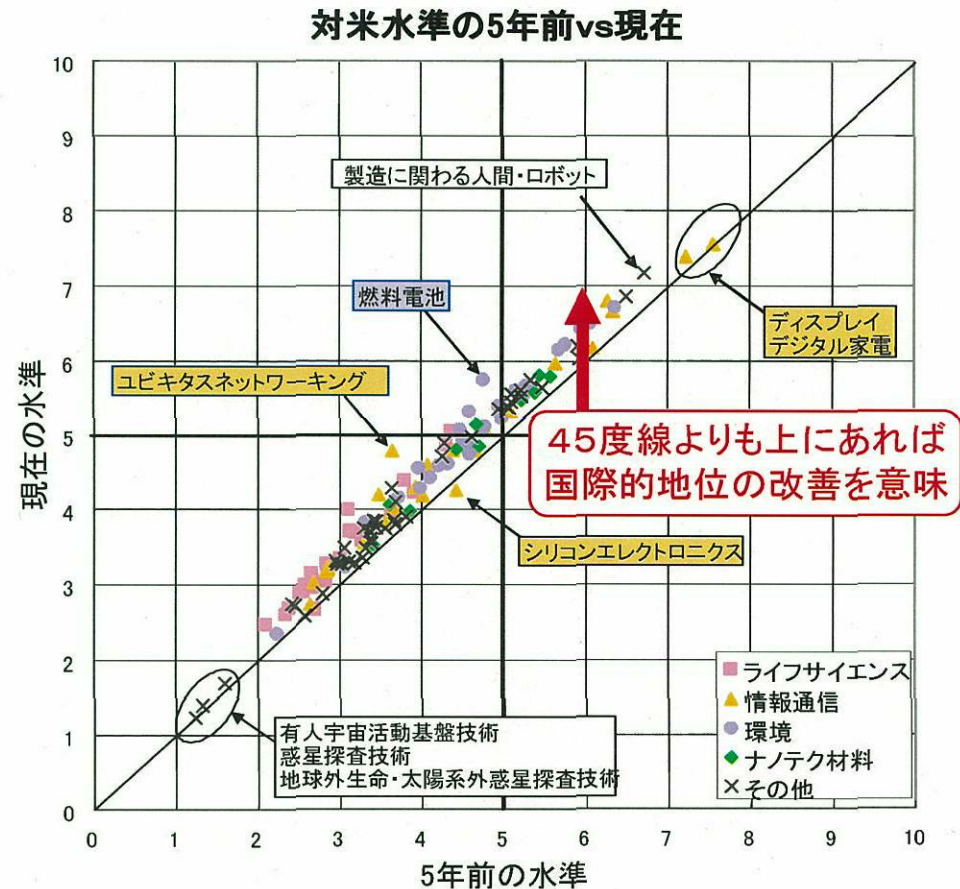 対米水準の5年前vs現在
現在の水準
10
9
8
7
6
5
4
3
2
1
0
製造に関わる人間・ロボット
燃料電池
ディスプレイ
デジタル家電
ユビキタスネットワーキング
45度線よりも上にあれば
国際的地位の改善を意味
シリコンエレクトロニクス
有人宇宙活動基盤技術
惑星探査技術
地球外生命・太陽系外惑星探査技術
ライフサイエンス
情報通信
環境
ナノテク材料
その他
0 1 2 3 4 5 6 7 8 9 10
5年前の水準